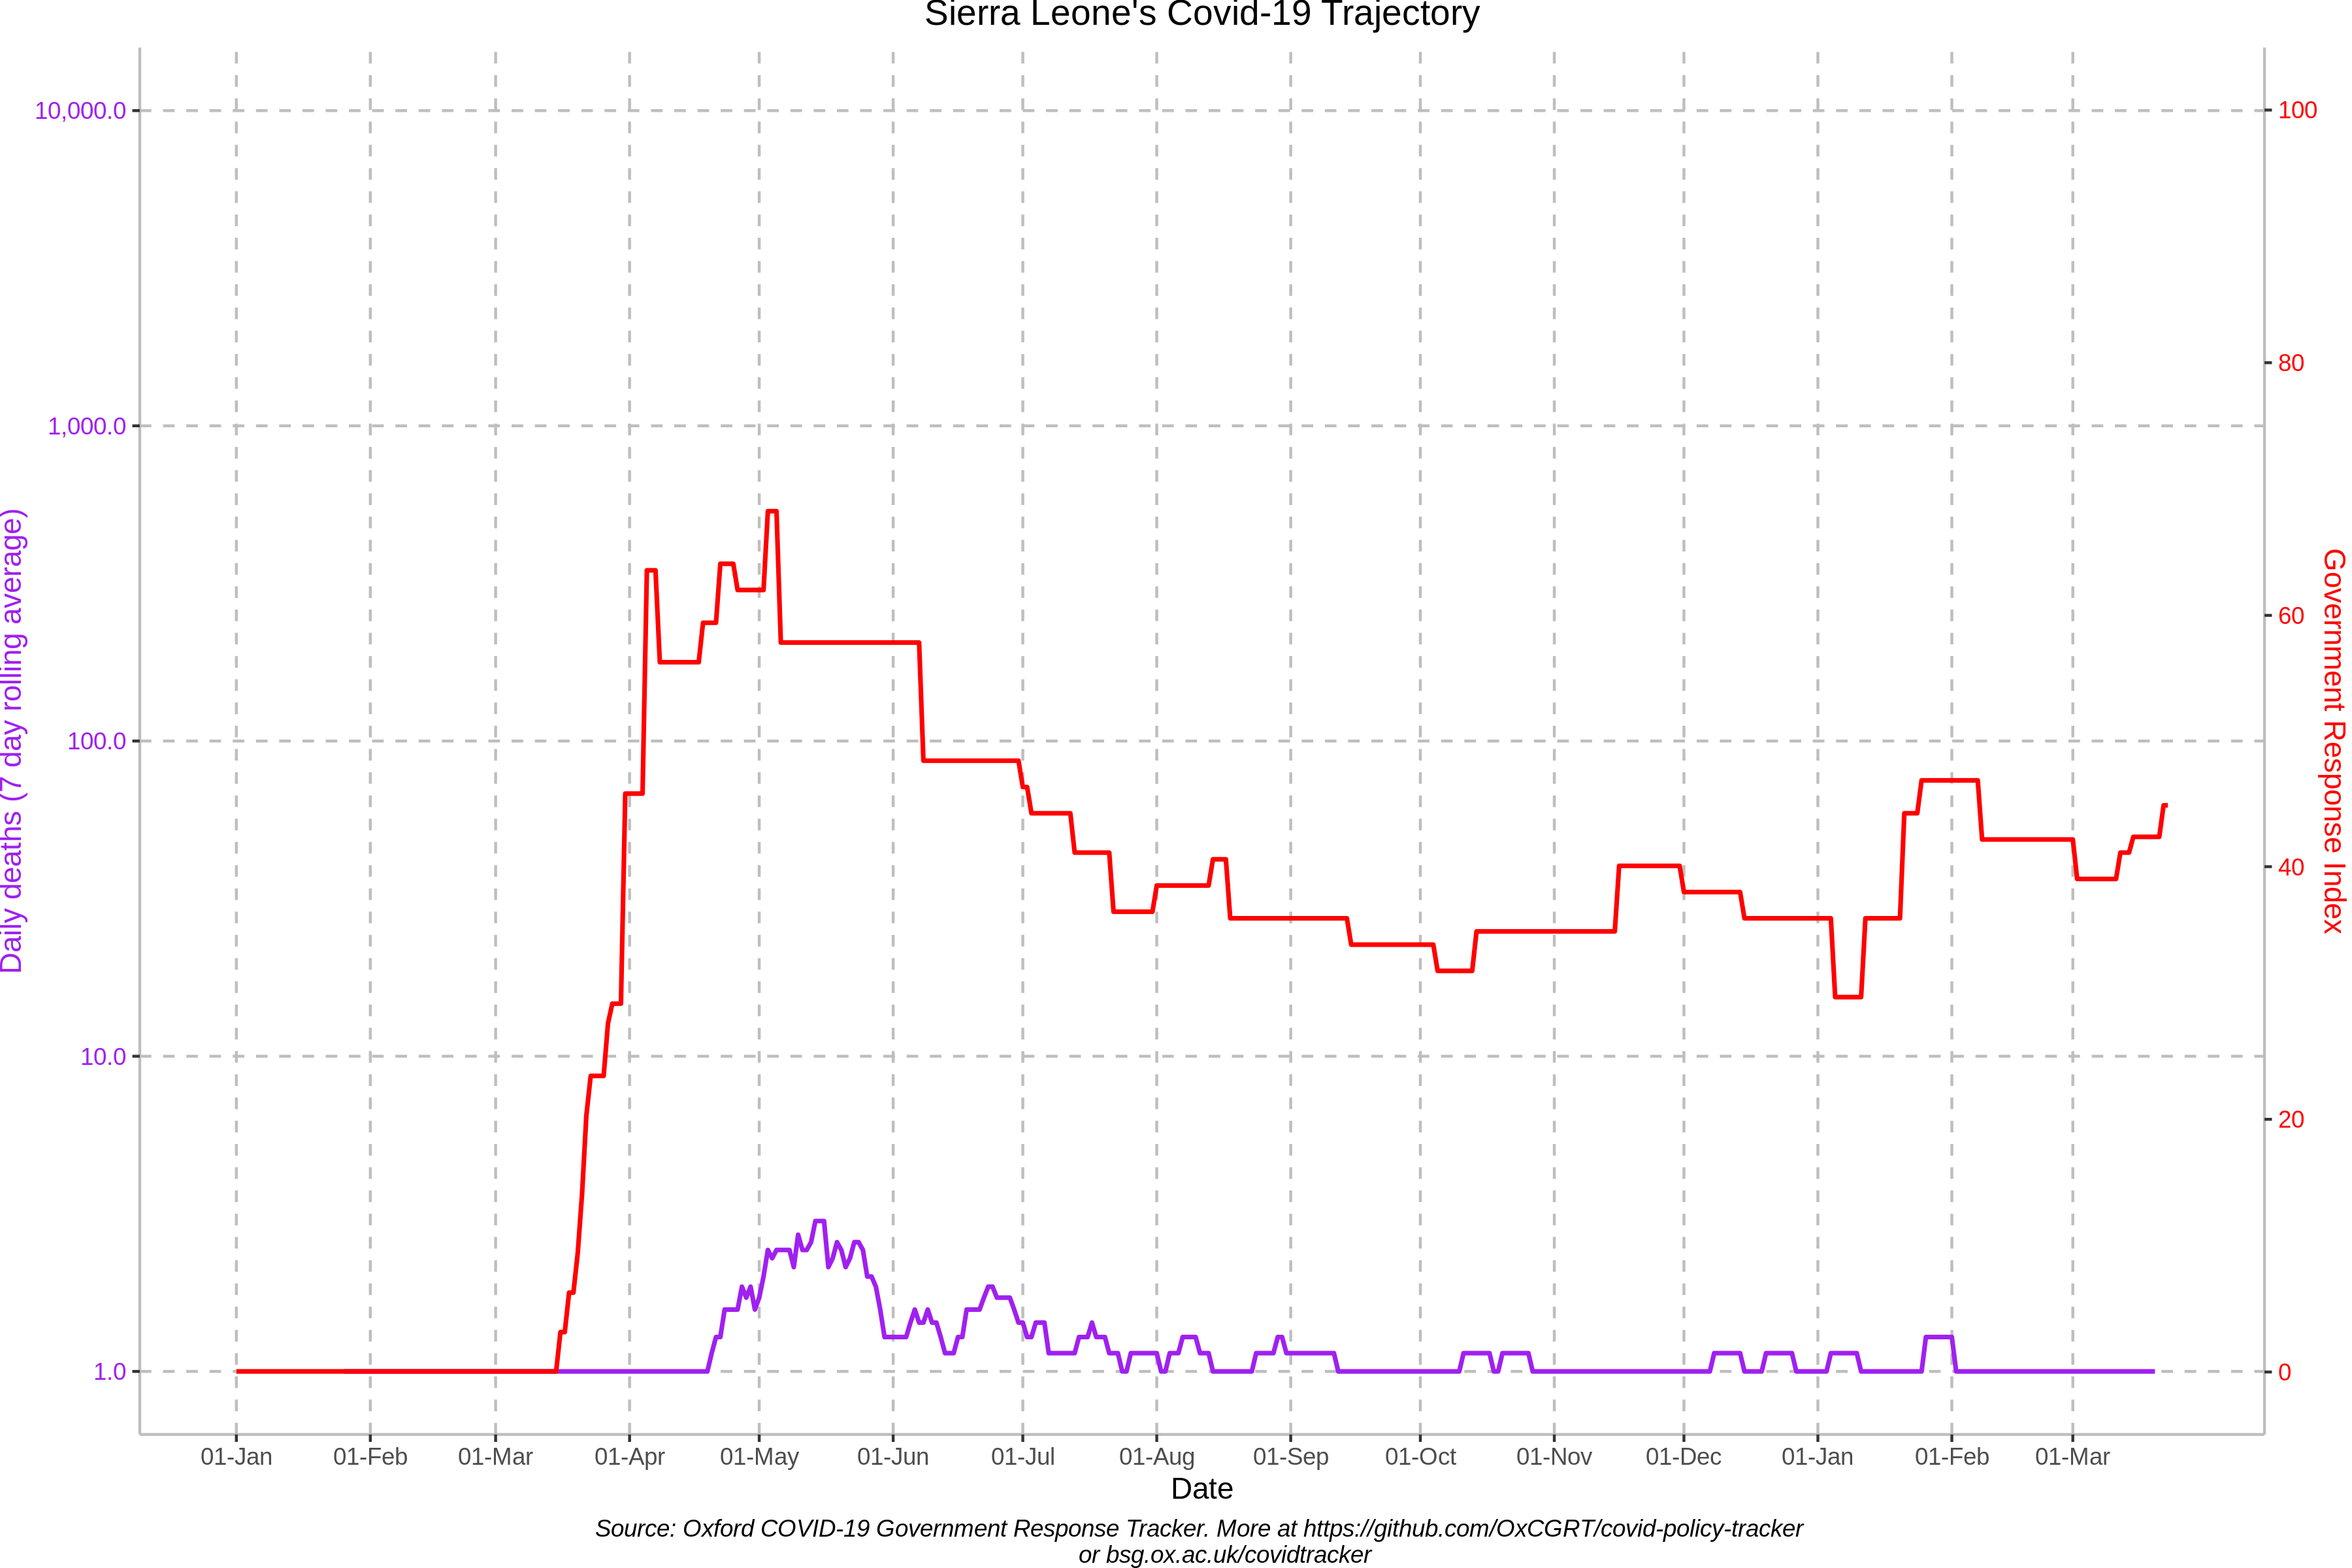 Sierra Leone's Covid-19 Trajectory
10,000.0
1,000.0
100.0
10.0
1.0
Daily deaths (7 day rolling average)
100
80
60
40
20
0
Government Response Index
01-Jan 01-Feb 01-Mar 01-Apr 01-May 01-Jun 01-Jul 01-Aug 01-Sep 01-Oct 01-Nov 01-Dec 01-Jan 01-Feb 01-Mar
Date
Source: Oxford COVID-19 Government Response Tracker. More at https://github.com/OxCGRT/covid-policy-tracker
or bsg.ox.ac.uk/covidtracker